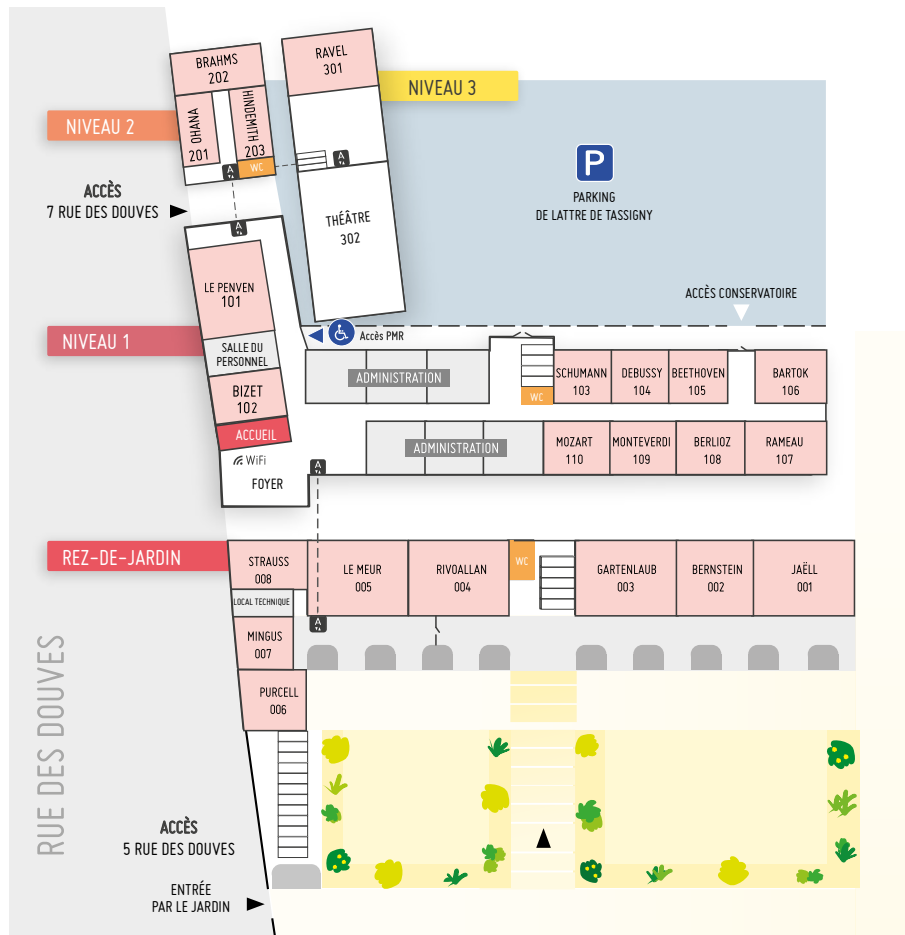 BRAHMS
202
RAVEL
301
NIVEAU 3
OHANA
201
HINDEMITH
203
NIVEAU 2
WC
A
A
P
PARKING
DE LATTRE DE TASSIGNY
ACCÈS
7 RUE DES DOUVES
THÉÂTRE
302
A
LE PENVEN
101
ACCÈS CONSERVATOIRE
Accès PMR
NIVEAU 1
SALLE DU
PERSONNEL
BIZET
102
ACCUEIL
WiFi
FOYER
ADMINISTRATION
WC
SCHUMANN
103
DEBUSSY
104
BEETHOVEN
105
BARTOK
106
ADMINISTRATION
MOZART
110
MONTEVERDI
109
BERLIOZ
108
RAMEAU
107
A
REZ-DE-JARDIN
STRAUSS
008
LE MEUR
005
RIVOALLAN
004
WC
GARTENLAUB
003
BERNSTEIN
002
JAËLL
001
LOCAL TECHNIQUE
A
MINGUS
007
PURCELL
006
RUE DES DOUVES
ACCÈS
5 RUE DES DOUVES
ENTRÉE
PAR LE JARDIN